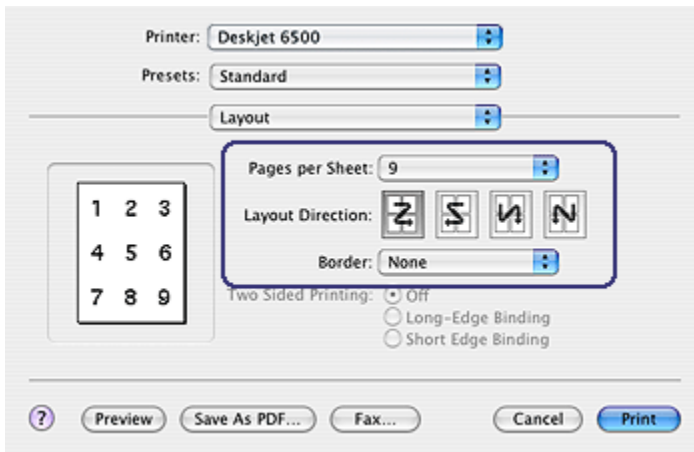 Printer: Deskjet 6500
Presets: Standard
Layout
Pages per Sheet: 9
Layout Direction:
Border: None
1 2 3
4 5 6
7 8 9
Two Sided Printing: Off
Long-Edge Binding
Short Edge Binding
? Preview Save As PDF... Fax... Cancel Print